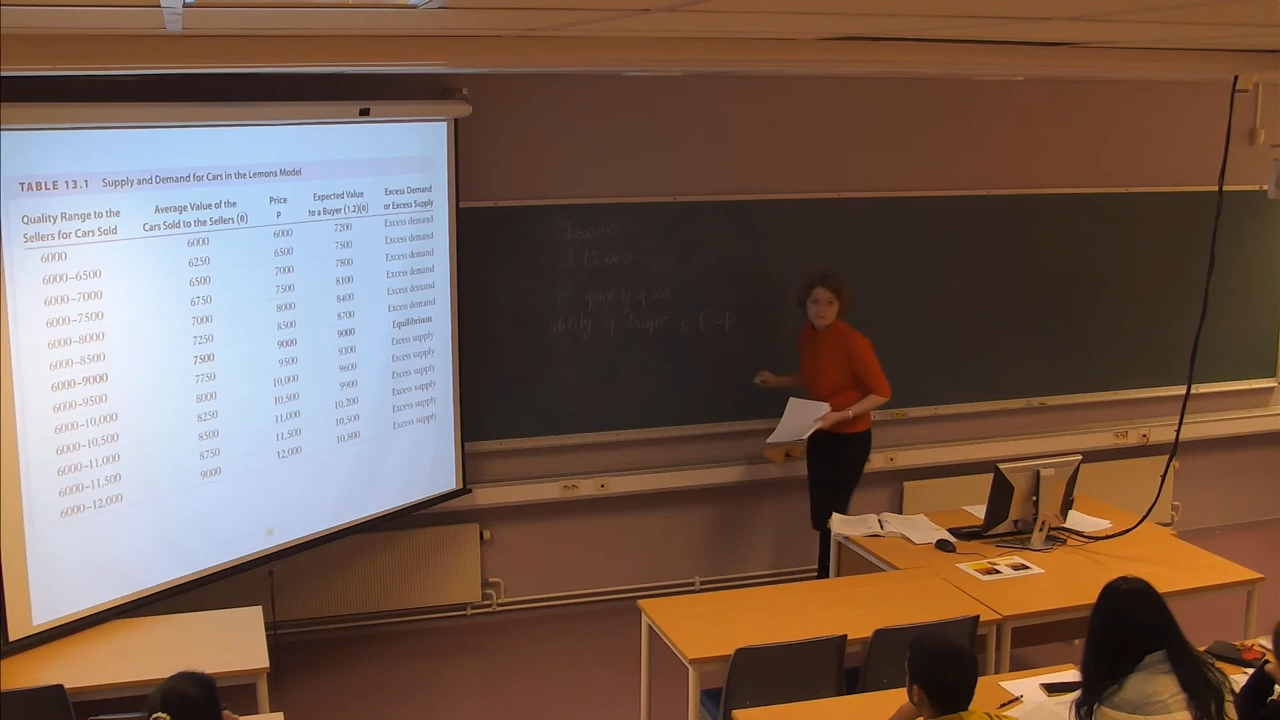 TABLE 13.1 Supply and Demand for Cars in the Lemons Model
Quality Range to the Sellers for Cars Sold | Average Value of the Cars Sold to the Sellers (θ) | Price P | Expected Value to a Buyer (1.2)(θ) | Excess Demand or Excess Supply
6000 6000 6000 7200 Excess demand
6000–6500 6250 6500 7500 Excess demand
6000–7000 6500 7000 7800 Excess demand
6000–7500 6750 7500 8100 Excess demand
6000–8000 7000 8000 8400 Excess demand
6000–8500 7250 8500 8700 Excess demand
6000–9000 7500 9000 9000 Equilibrium
6000–9500 7750 9500 9300 Excess supply
6000–10,000 8000 10,000 9600 Excess supply
6000–10,500 8250 10,500 9900 Excess supply
6000–11,000 8500 11,000 10,200 Excess supply
6000–11,500 8750 11,500 10,500 Excess supply
6000–12,000 9000 12,000 10,800 Excess supply
12.000
quality of
of